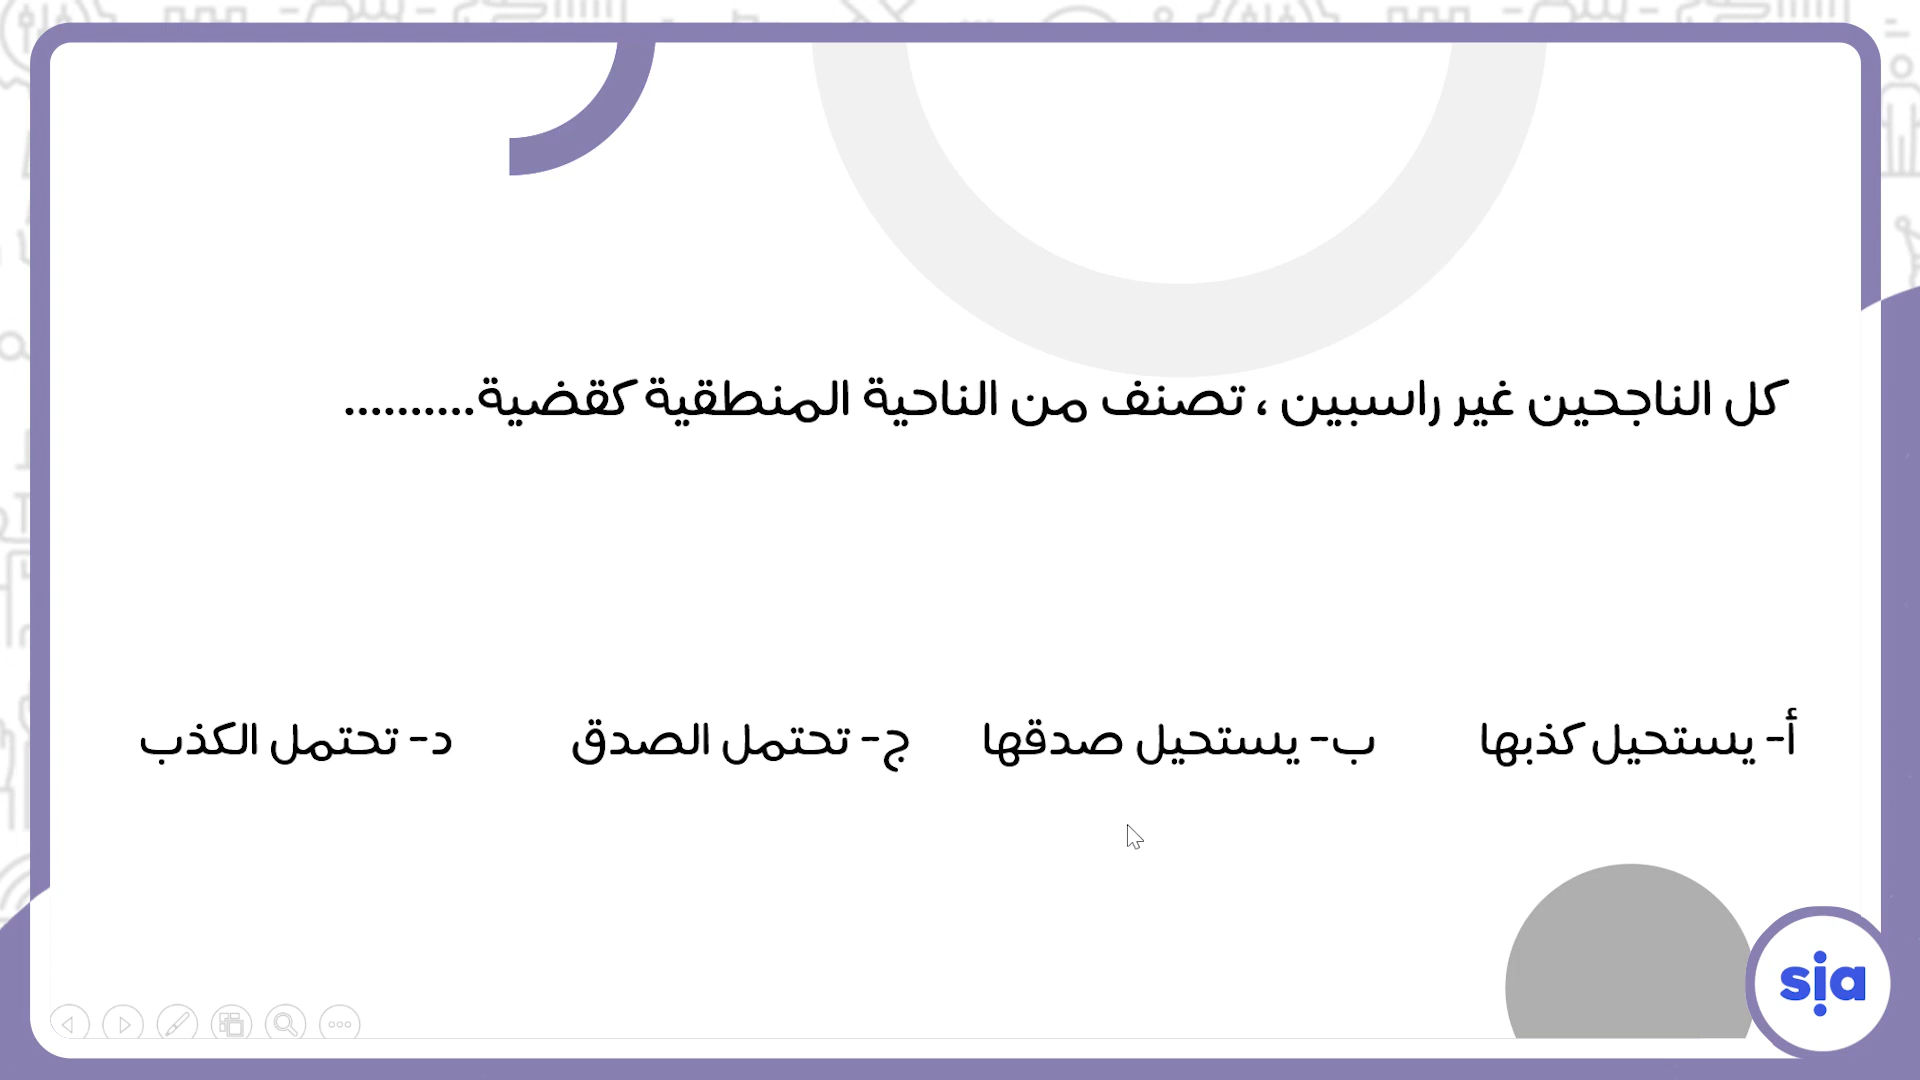 كل الناجحين غير راسبين ، تصنف من الناحية المنطقية كقضية..........
أ- يستحيل كذبها
ب- يستحيل صدقها
ج- تحتمل الصدق
د- تحتمل الكذب
sia